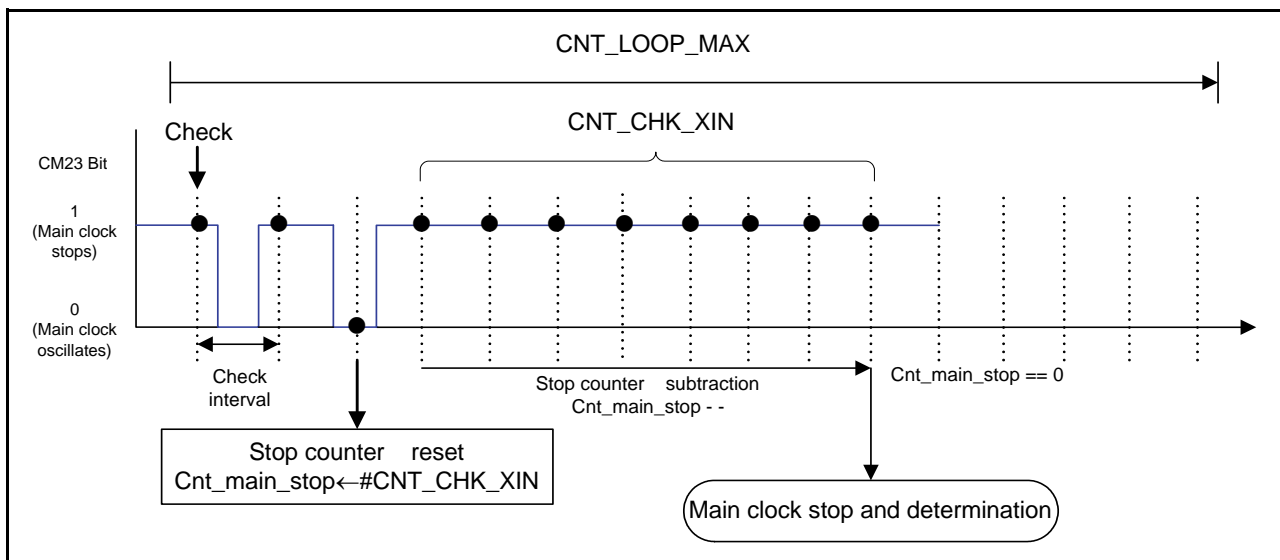 CNT_LOOP_MAX
CNT_CHK_XIN
Check
CM23 Bit
1
(Main clock
stops)
0
(Main clock
oscillates)
Check
interval
Stop counter subtraction
Cnt_main_stop - -
Cnt_main_stop == 0
Stop counter reset
Cnt_main_stop←#CNT_CHK_XIN
Main clock stop and determination